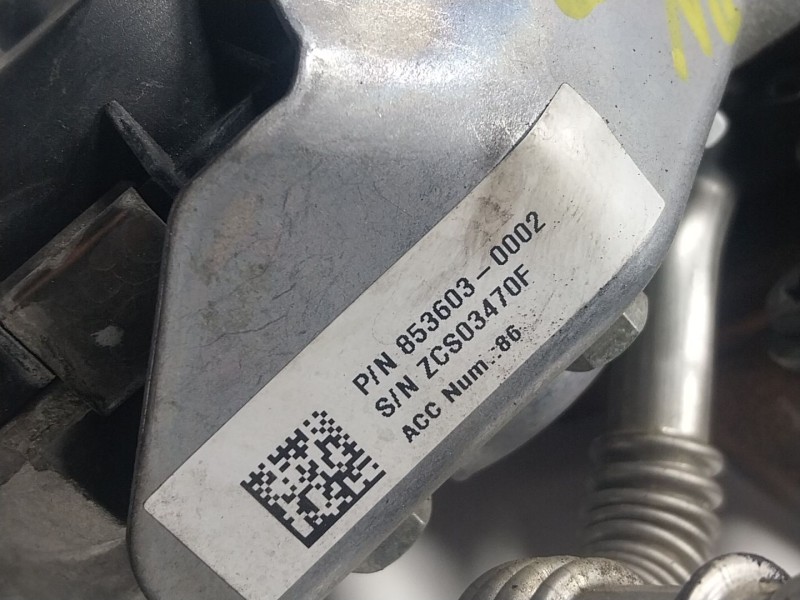 P/N 853603-0002
S/N ZCS03470F
ACC Num.:86